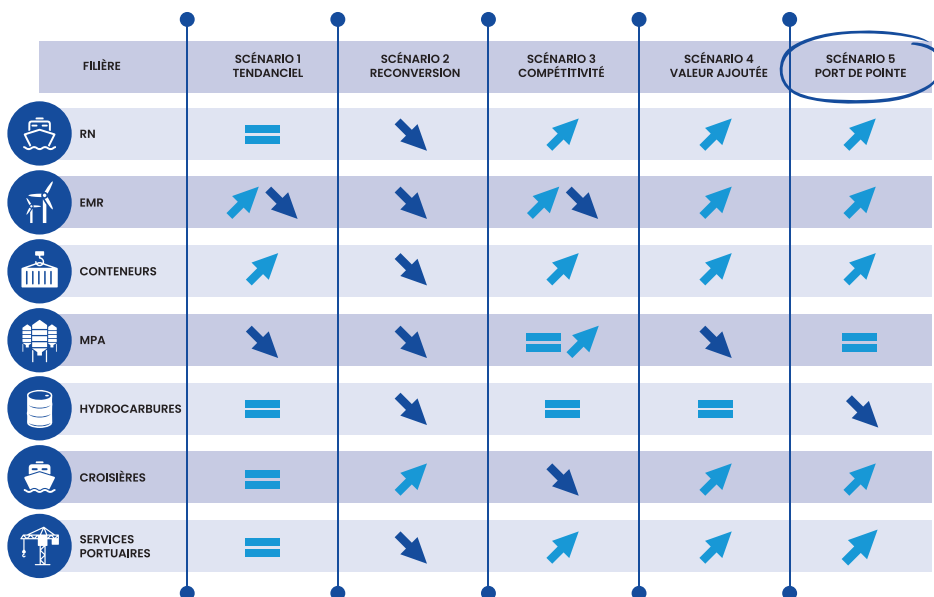 FILIÈRE
SCÉNARIO 1
TENDANCIEL
SCÉNARIO 2
RECONVERSION
SCÉNARIO 3
COMPÉTITIVITÉ
SCÉNARIO 4
VALEUR AJOUTÉE
SCÉNARIO 5
PORT DE POINTE
RN
EMR
CONTENEURS
MPA
HYDROCARBURES
CROISIÈRES
SERVICES
PORTUAIRES